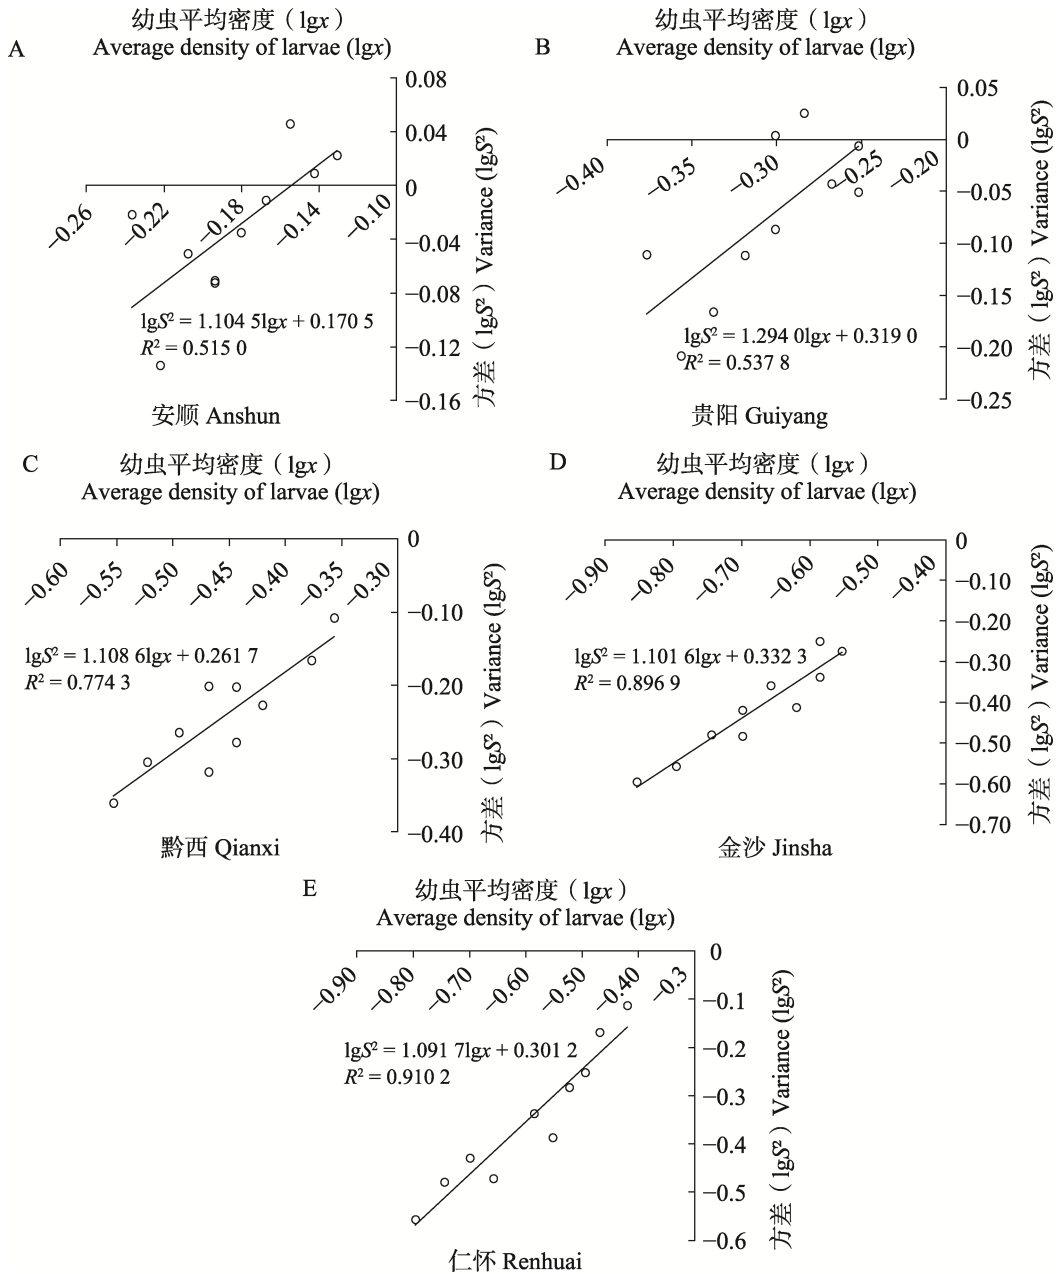 A
幼虫平均密度（lgx）
Average density of larvae (lgx)
0.08
0.04
0
−0.04
−0.08
−0.12
−0.16
−0.26
−0.22
−0.18
−0.14
−0.10
方差（lgS²）Variance (lgS²)
lgS² = 1.104 5lgx + 0.170 5
R² = 0.515 0
安顺 Anshun
B
幼虫平均密度（lgx）
Average density of larvae (lgx)
0.05
0
−0.05
−0.10
−0.15
−0.20
−0.25
−0.40
−0.35
−0.30
−0.25
−0.20
方差（lgS²）Variance (lgS²)
lgS² = 1.294 0lgx + 0.319 0
R² = 0.537 8
贵阳 Guiyang
C
幼虫平均密度（lgx）
Average density of larvae (lgx)
0
−0.10
−0.20
−0.30
−0.40
−0.60
−0.55
−0.50
−0.45
−0.40
−0.35
−0.30
方差（lgS²）Variance (lgS²)
lgS² = 1.108 6lgx + 0.261 7
R² = 0.774 3
黔西 Qianxi
D
幼虫平均密度（lgx）
Average density of larvae (lgx)
0
−0.10
−0.20
−0.30
−0.40
−0.50
−0.60
−0.70
−0.90
−0.80
−0.70
−0.60
−0.50
−0.40
方差（lgS²）Variance (lgS²)
lgS² = 1.101 6lgx + 0.332 3
R² = 0.896 9
金沙 Jinsha
E
幼虫平均密度（lgx）
Average density of larvae (lgx)
0
−0.1
−0.2
−0.3
−0.4
−0.5
−0.6
−0.90
−0.80
−0.70
−0.60
−0.50
−0.40
−0.3
方差（lgS²）Variance (lgS²)
lgS² = 1.091 7lgx + 0.301 2
R² = 0.910 2
仁怀 Renhuai